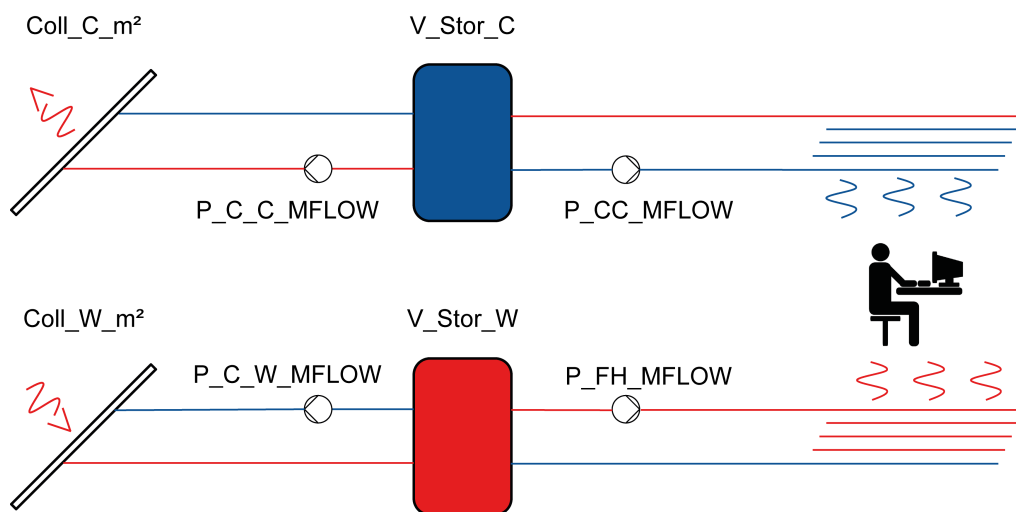 Coll_C_m²
V_Stor_C
P_C_C_MFLOW
P_CC_MFLOW
Coll_W_m²
V_Stor_W
P_C_W_MFLOW
P_FH_MFLOW